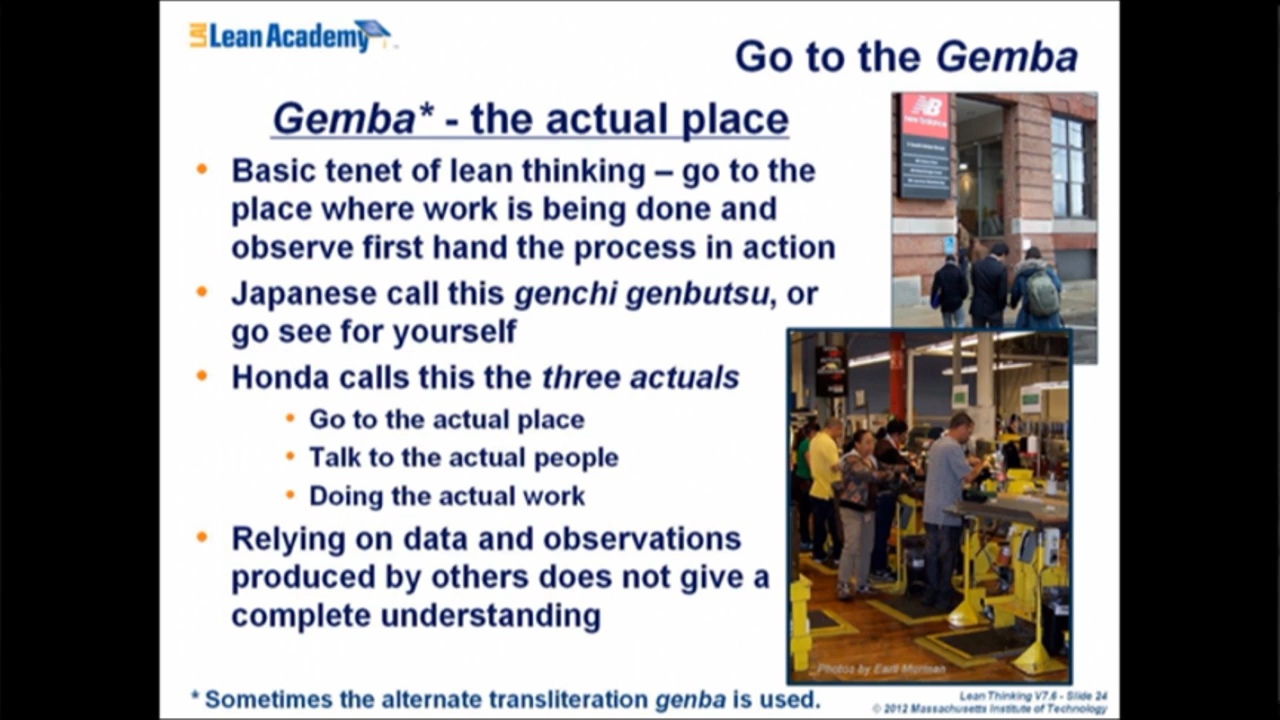 LAI Lean Academy™
Go to the Gemba
Gemba* - the actual place
• Basic tenet of lean thinking – go to the
place where work is being done and
observe first hand the process in action
• Japanese call this genchi genbutsu, or
go see for yourself
• Honda calls this the three actuals
• Go to the actual place
• Talk to the actual people
• Doing the actual work
• Relying on data and observations
produced by others does not give a
complete understanding
NB
new balance
Photos by Earll Murman
* Sometimes the alternate transliteration genba is used.
Lean Thinking V7.6 - Slide 24
© 2012 Massachusetts Institute of Technology